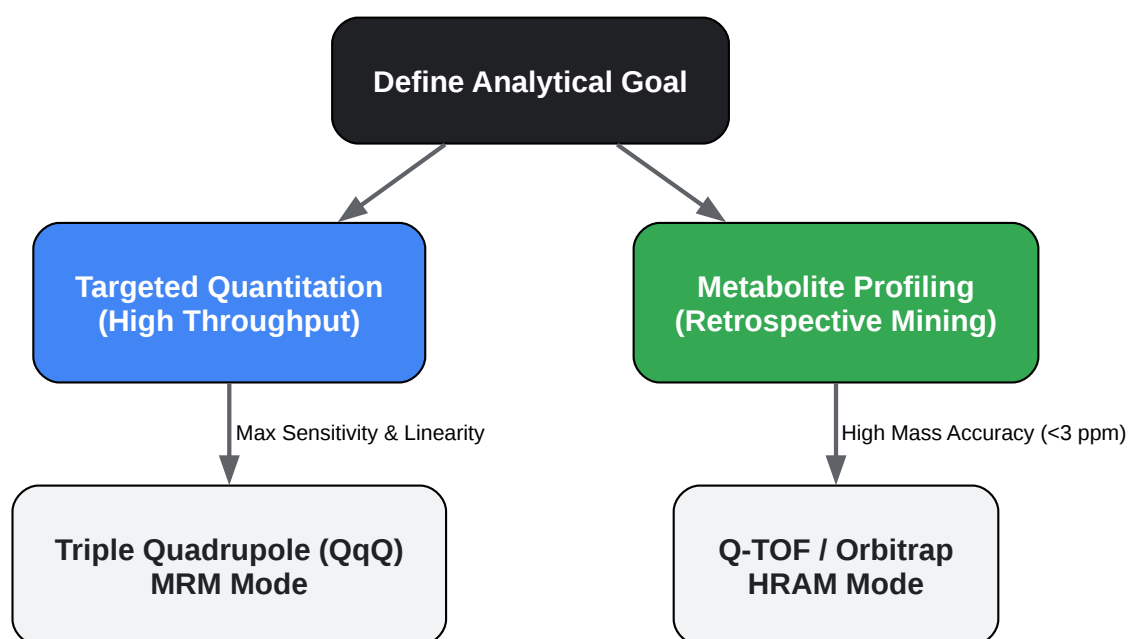 Define Analytical Goal
Targeted Quantitation
(High Throughput)
Metabolite Profiling
(Retrospective Mining)
Max Sensitivity & Linearity
High Mass Accuracy (<3 ppm)
Triple Quadrupole (QqQ)
MRM Mode
Q-TOF / Orbitrap
HRAM Mode